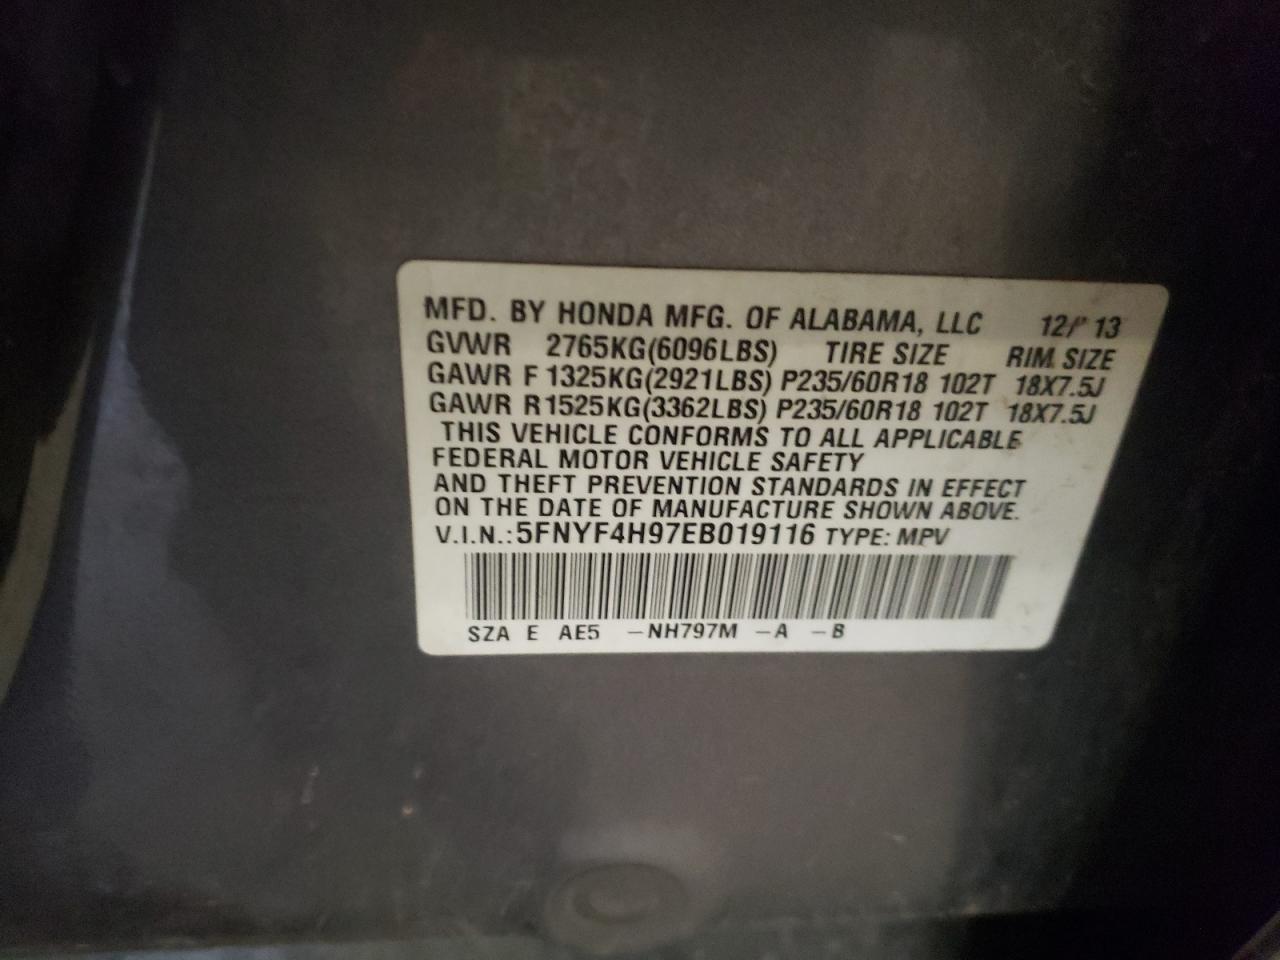 MFD. BY HONDA MFG. OF ALABAMA, LLC 12/ 13
GVWR 2765KG(6096LBS) TIRE SIZE RIM SIZE
GAWR F 1325KG(2921LBS) P235/60R18 102T 18X7.5J
GAWR R1525KG(3362LBS) P235/60R18 102T 18X7.5J
THIS VEHICLE CONFORMS TO ALL APPLICABLE
FEDERAL MOTOR VEHICLE SAFETY
AND THEFT PREVENTION STANDARDS IN EFFECT
ON THE DATE OF MANUFACTURE SHOWN ABOVE.
V.I.N.:5FNYF4H97EB019116 TYPE: MPV
SZA E AE5 -NH797M -A -B